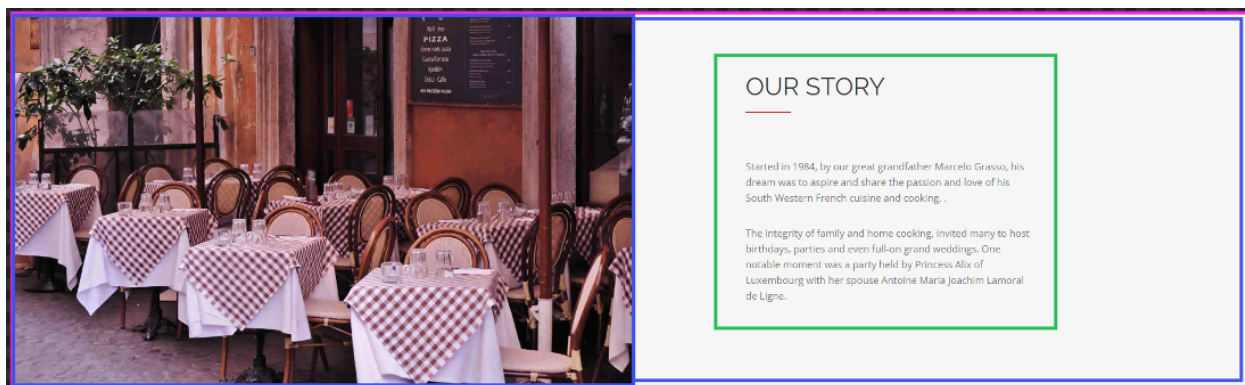 PIZZA
OUR STORY
Started in 1984, by our great grandfather Marcelo Grasso, his
dream was to aspire and share the passion and love of his
South Western French cuisine and cooking. .
The integrity of family and home cooking, invited many to host
birthdays, parties and even full-on grand weddings. One
notable moment was a party held by Princess Alix of
Luxembourg with her spouse Antoine Maria Joachim Lamoral
de Ligne.